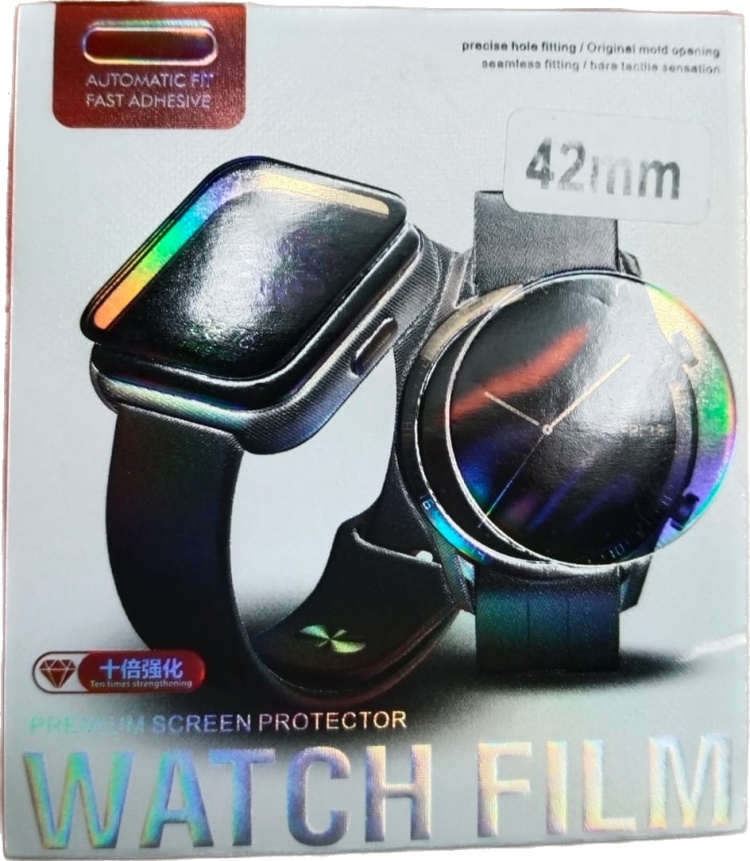 AUTOMATIC FIT
FAST ADHESIVE
precise hole fitting / Original mold opening
seamless fitting / bare tactile sensation
42mm
十倍强化
Ten times strengthening
PREMIUM SCREEN PROTECTOR
WATCH FILM